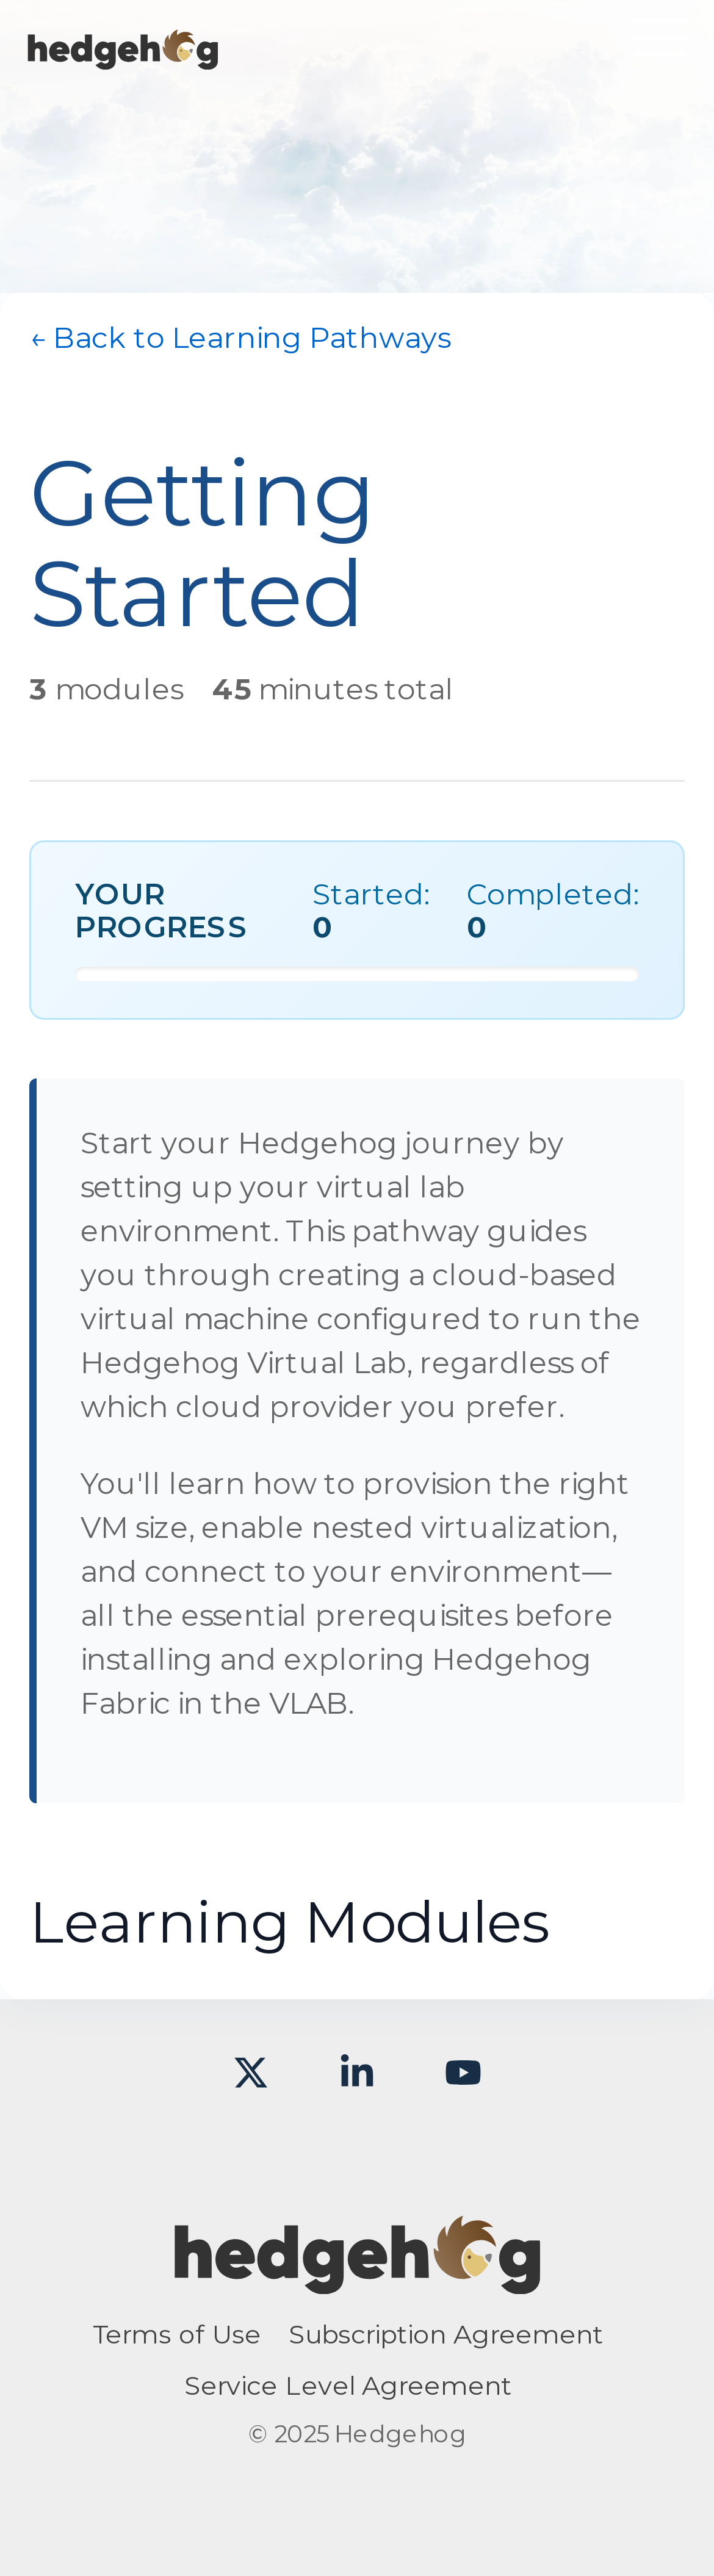 hedgehog
← Back to Learning Pathways
Getting
Started
3 modules 45 minutes total
YOUR
PROGRESS
Started:
0
Completed:
0
Start your Hedgehog journey by
setting up your virtual lab
environment. This pathway guides
you through creating a cloud-based
virtual machine configured to run the
Hedgehog Virtual Lab, regardless of
which cloud provider you prefer.
You'll learn how to provision the right
VM size, enable nested virtualization,
and connect to your environment—
all the essential prerequisites before
installing and exploring Hedgehog
Fabric in the VLAB.
Learning Modules
hedgehog
Terms of Use Subscription Agreement
Service Level Agreement
© 2025 Hedgehog